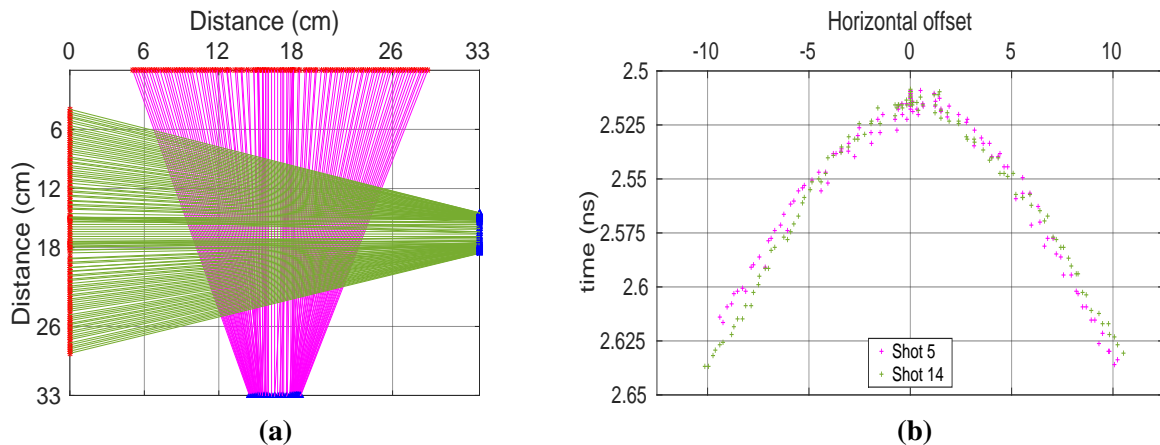 Distance (cm)
0 6 12 18 26 33
Distance (cm)
6
12
18
26
33
(a)
Horizontal offset
-10 -5 0 5 10
time (ns)
2.5
2.525
2.55
2.575
2.6
2.625
2.65
Shot 5
Shot 14
(b)